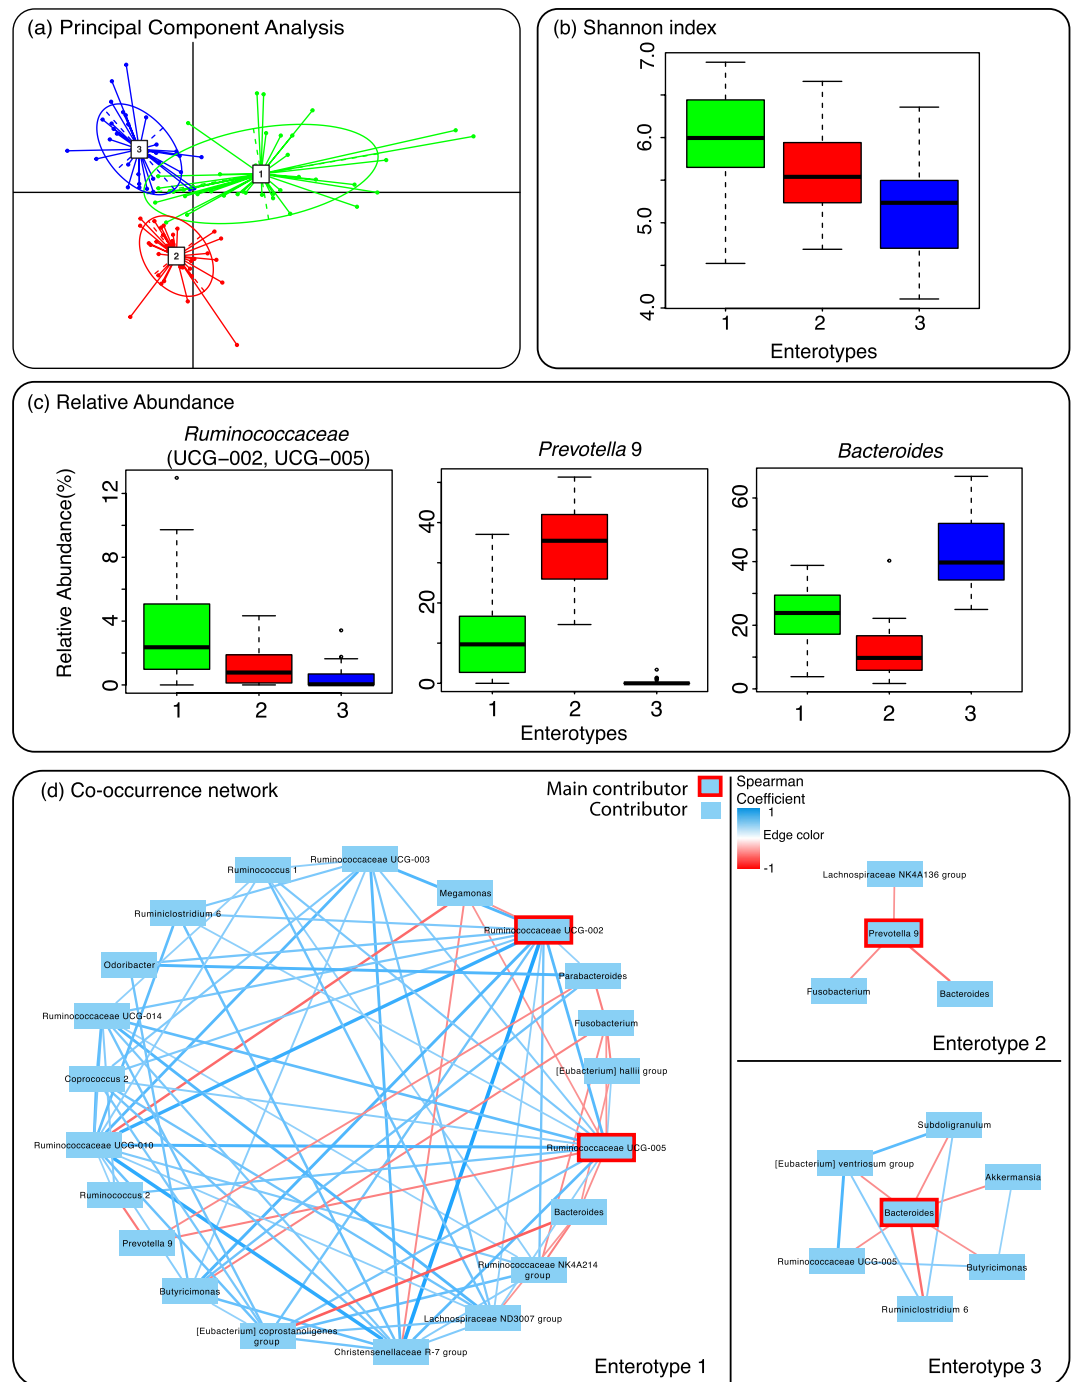 (a) Principal Component Analysis
3
1
2
(b) Shannon index
7.0
6.0
5.0
4.0
1 2 3
Enterotypes
(c) Relative Abundance
Ruminococcaceae
(UCG−002, UCG−005)
Prevotella 9
Bacteroides
Relative Abundance(%)
12
8
4
0
1 2 3
40
20
0
1 2 3
60
40
20
0
1 2 3
Enterotypes
(d) Co-occurrence network
Main contributor
Contributor
Spearman
Coefficient
1
Edge color
-1
Ruminococcus 1
Ruminococcaceae UCG-003
Megamonas
Ruminiclostridium 6
Ruminococcaceae UCG-002
Odoribacter
Parabacteroides
Ruminococcaceae UCG-014
Fusobacterium
Coprococcus 2
[Eubacterium] hallii group
Ruminococcaceae UCG-010
Ruminococcaceae UCG-005
Ruminococcus 2
Bacteroides
Prevotella 9
Ruminococcaceae NK4A214
group
Butyricimonas
Lachnospiraceae ND3007 group
[Eubacterium] coprostanoligenes
group
Christensenellaceae R-7 group
Enterotype 1
Lachnospiraceae NK4A136 group
Prevotella 9
Fusobacterium
Bacteroides
Enterotype 2
Subdoligranulum
[Eubacterium] ventriosum group
Akkermansia
Bacteroides
Ruminococcaceae UCG-005
Butyricimonas
Ruminiclostridium 6
Enterotype 3